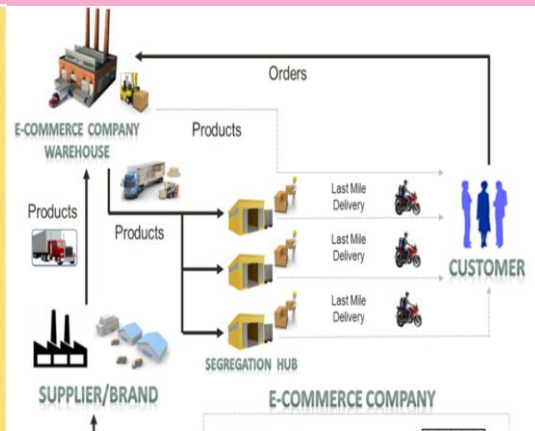 Orders
E-COMMERCE COMPANY
WAREHOUSE
Products
Products
Products
Last Mile
Delivery
Last Mile
Delivery
Last Mile
Delivery
CUSTOMER
SEGREGATION HUB
SUPPLIER/BRAND
E-COMMERCE COMPANY